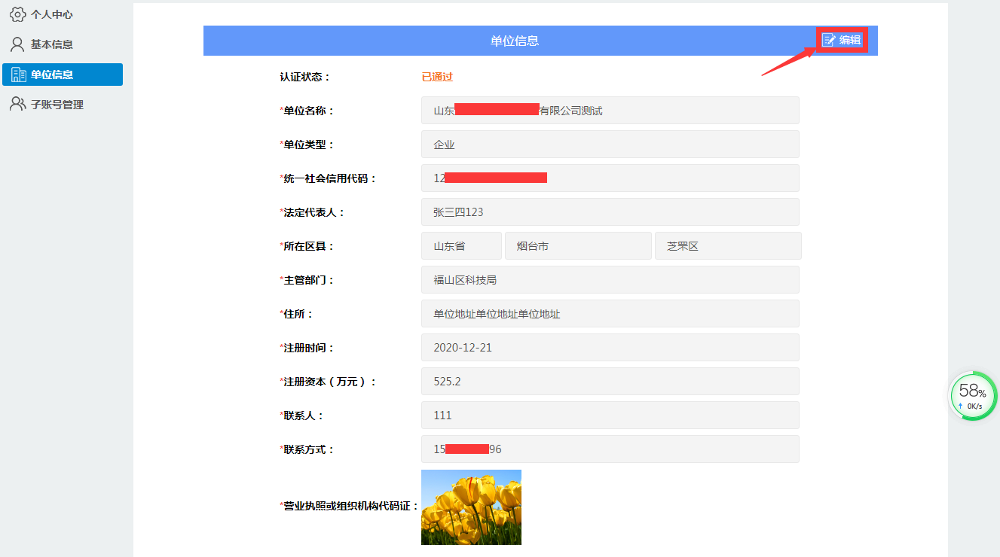 个人中心
基本信息
单位信息
子账号管理
单位信息
编辑
认证状态： 已通过
*单位名称： 山东 有限公司测试
*单位类型： 企业
*统一社会信用代码： 12
*法定代表人： 张三四123
*所在区县： 山东省 烟台市 芝罘区
*主管部门： 福山区科技局
*住所： 单位地址单位地址单位地址
*注册时间： 2020-12-21
*注册资本（万元）： 525.2
*联系人： 111
*联系方式： 15 96
*营业执照或组织机构代码证：
58%
↑ 0K/s